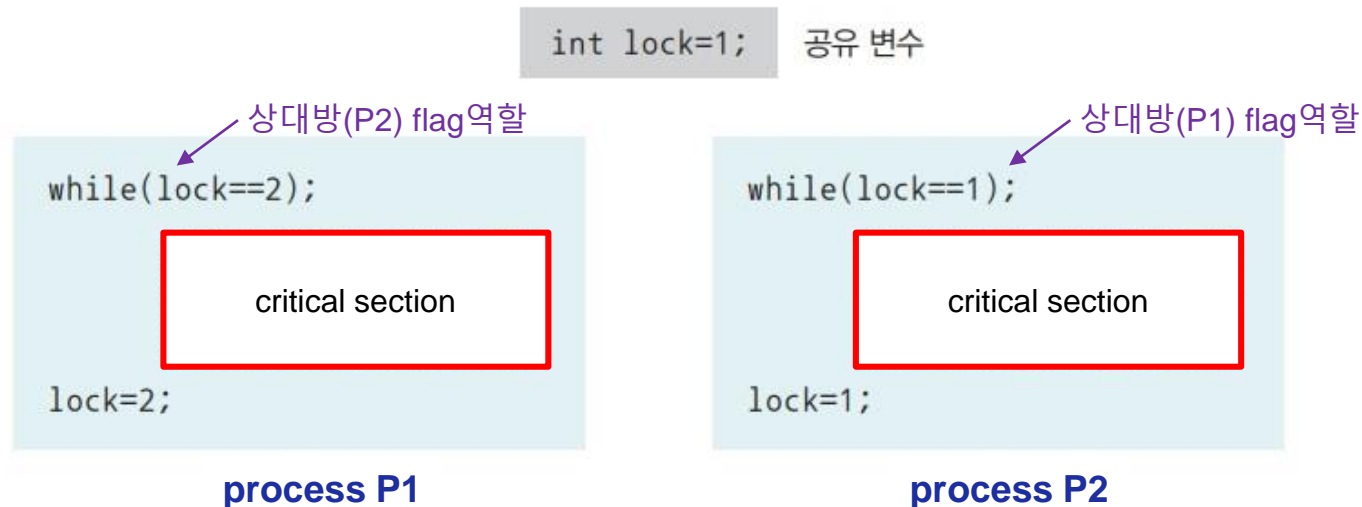 int lock=1; 공유 변수
상대방(P2) flag역할
상대방(P1) flag역할
while(lock==2);
while(lock==1);
critical section
critical section
lock=2;
lock=1;
process P1
process P2